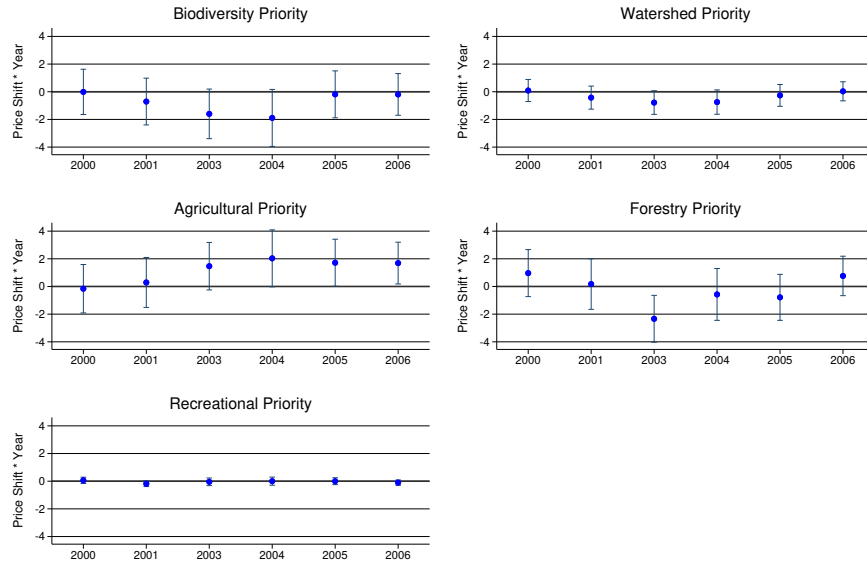 Biodiversity Priority
Price Shift * Year
4
2
0
-2
-4
2000 2001 2003 2004 2005 2006
Watershed Priority
Price Shift * Year
4
2
0
-2
-4
2000 2001 2003 2004 2005 2006
Agricultural Priority
Price Shift * Year
4
2
0
-2
-4
2000 2001 2003 2004 2005 2006
Forestry Priority
Price Shift * Year
4
2
0
-2
-4
2000 2001 2003 2004 2005 2006
Recreational Priority
Price Shift * Year
4
2
0
-2
-4
2000 2001 2003 2004 2005 2006